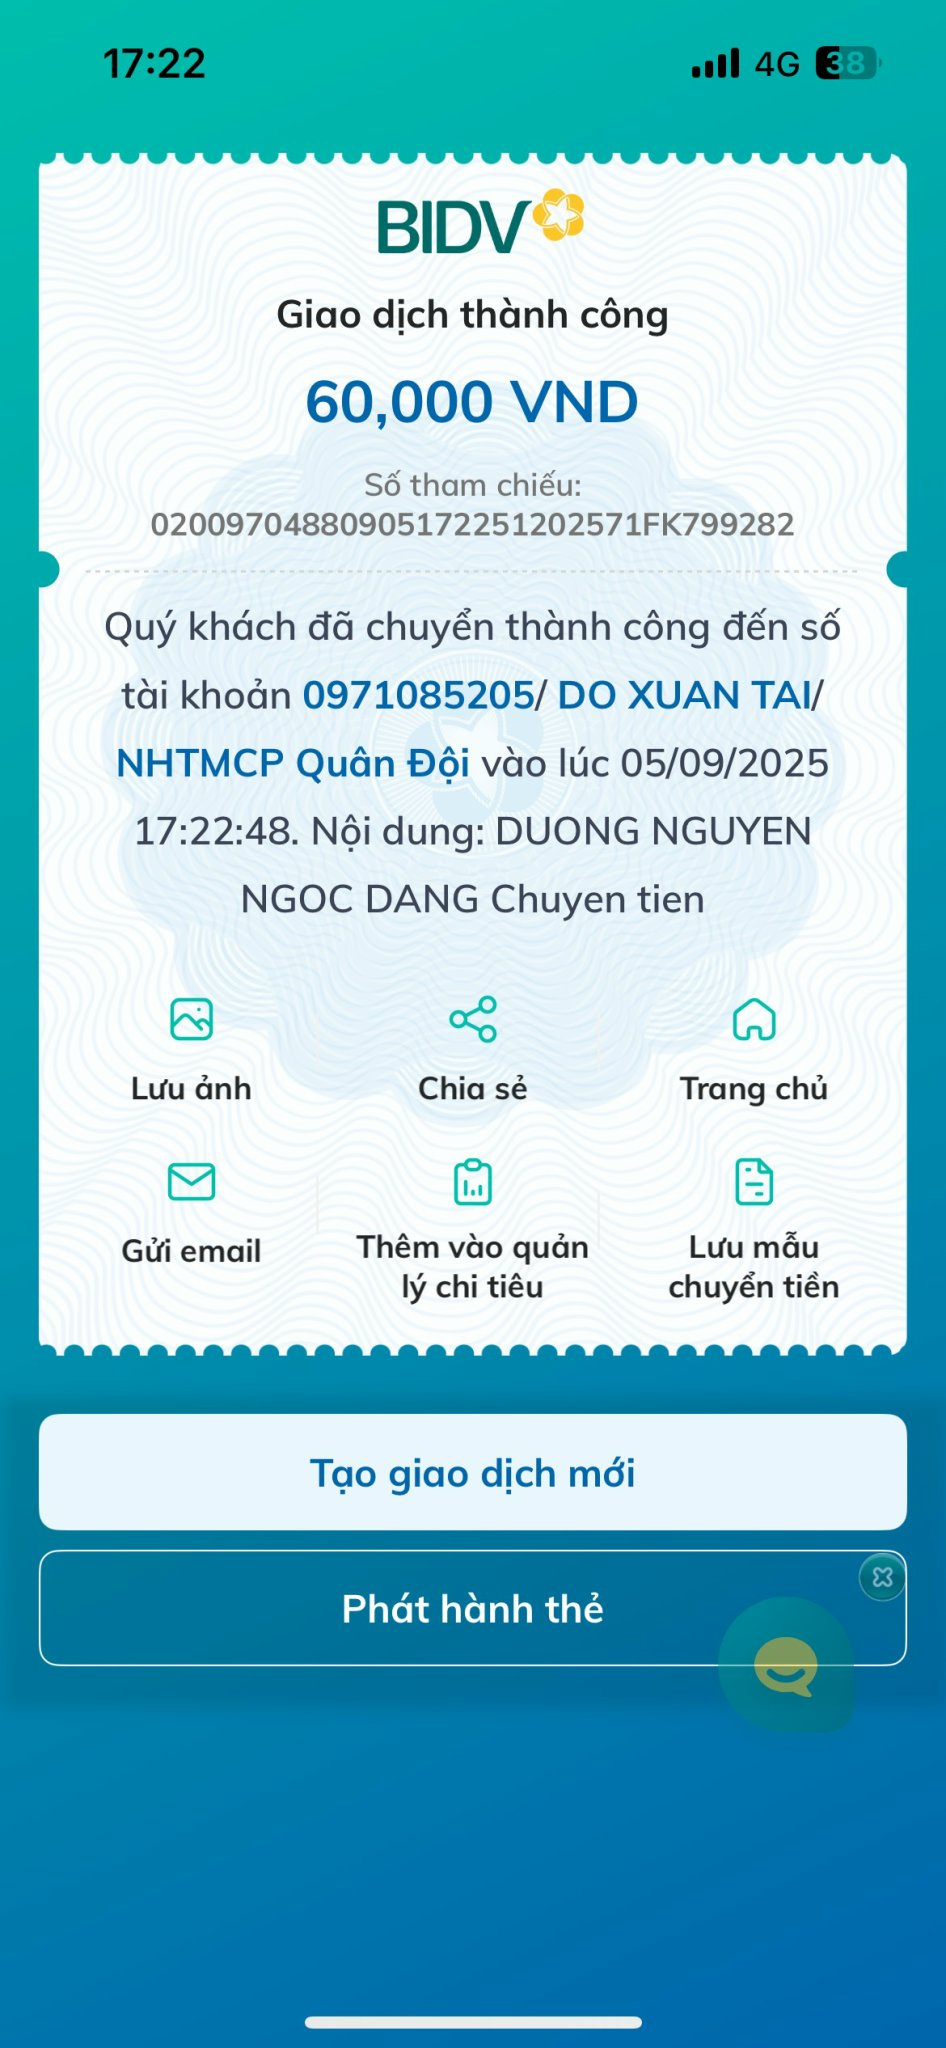 17:22
4G 38
BIDV
Giao dịch thành công
60,000 VND
Số tham chiếu:
02009704880905172251202571FK799282
Quý khách đã chuyển thành công đến số
tài khoản 0971085205/ DO XUAN TAI/
NHTMCP Quân Đội vào lúc 05/09/2025
17:22:48. Nội dung: DUONG NGUYEN
NGOC DANG Chuyen tien
Lưu ảnh
Chia sẻ
Trang chủ
Gửi email
Thêm vào quản
lý chi tiêu
Lưu mẫu
chuyển tiền
Tạo giao dịch mới
Phát hành thẻ